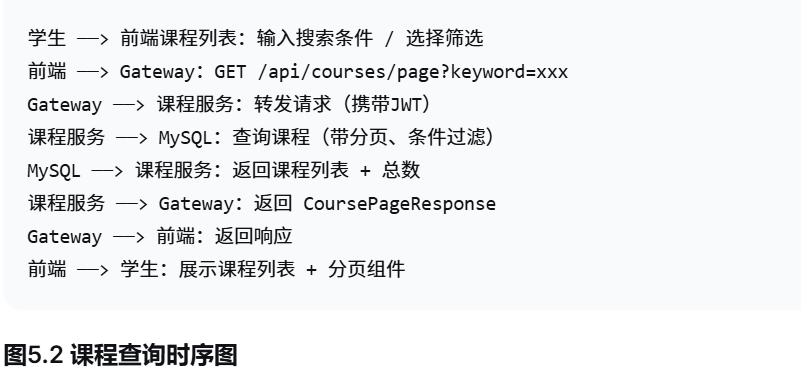 学生 ——> 前端课程列表：输入搜索条件 / 选择筛选
前端 ——> Gateway：GET /api/courses/page?keyword=xxx
Gateway ——> 课程服务：转发请求（携带JWT）
课程服务 ——> MySQL：查询课程（带分页、条件过滤）
MySQL ——> 课程服务：返回课程列表 + 总数
课程服务 ——> Gateway：返回 CoursePageResponse
Gateway ——> 前端：返回响应
前端 ——> 学生：展示课程列表 + 分页组件
图5.2 课程查询时序图